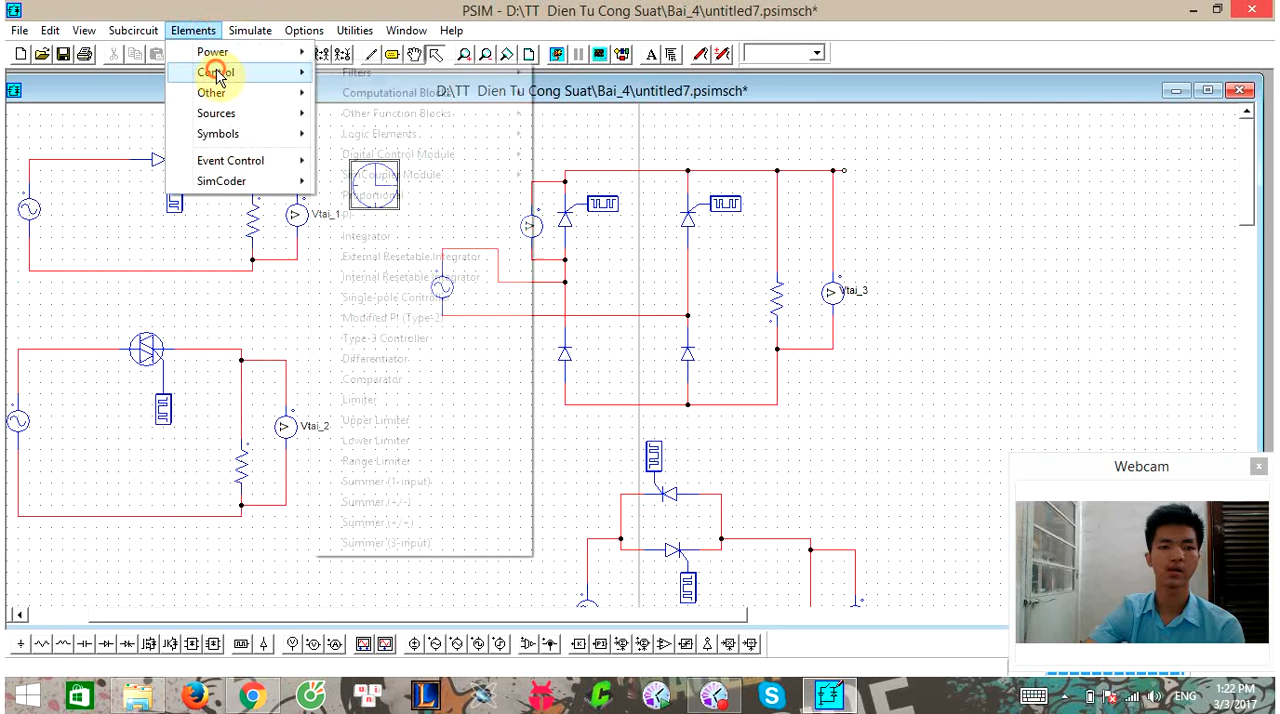 PSIM - D:\TT Dien Tu Cong Suat\Bai_4\untitled7.psimsch*
File Edit View Subcircuit Elements Simulate Options Utilities Window Help
D:\TT Dien Tu Cong Suat\Bai_4\untitled7.psimsch*
Power
Control
Other
Sources
Symbols
Event Control
SimCoder
Filters
Computational Blocks
Other Function Blocks
Logic Elements
Digital Control Module
SimCoupler Module
Proportional
PI
Integrator
External Resetable Integrator
Internal Resetable Integrator
Single-pole Controller
Modified PI (Type-2)
Type-3 Controller
Differentiator
Comparator
Limiter
Upper Limiter
Lower Limiter
Range Limiter
Summer (1-input)
Summer (+/-)
Summer (+/+)
Summer (3-input)
Vtai_1
Vtai_2
Vtai_3
Webcam
ENG
1:22 PM
3/3/2017